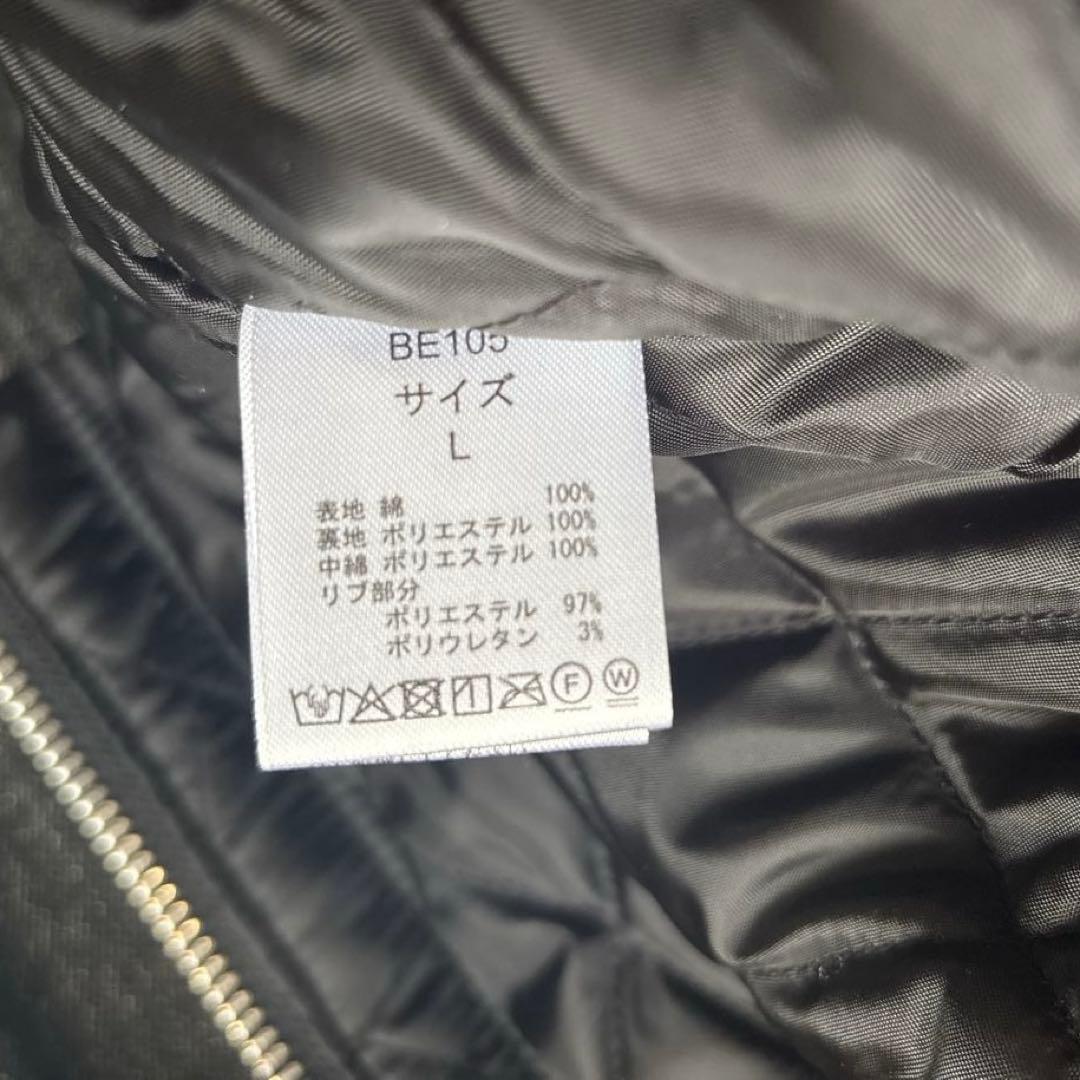 BE105
サイズ
L
表地 綿 100%
裏地 ポリエステル 100%
中綿 ポリエステル 100%
リブ部分
ポリエステル 97%
ポリウレタン 3%
F W